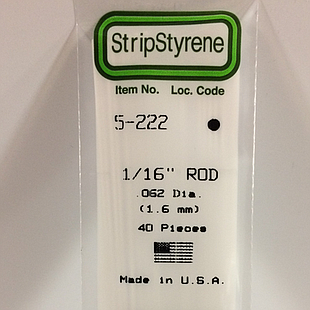 StripStyrene
Item No. Loc. Code
5-222 ●
1/16" ROD
.062 Dia.
(1.6 mm)
40 Pieces
Made in U.S.A.